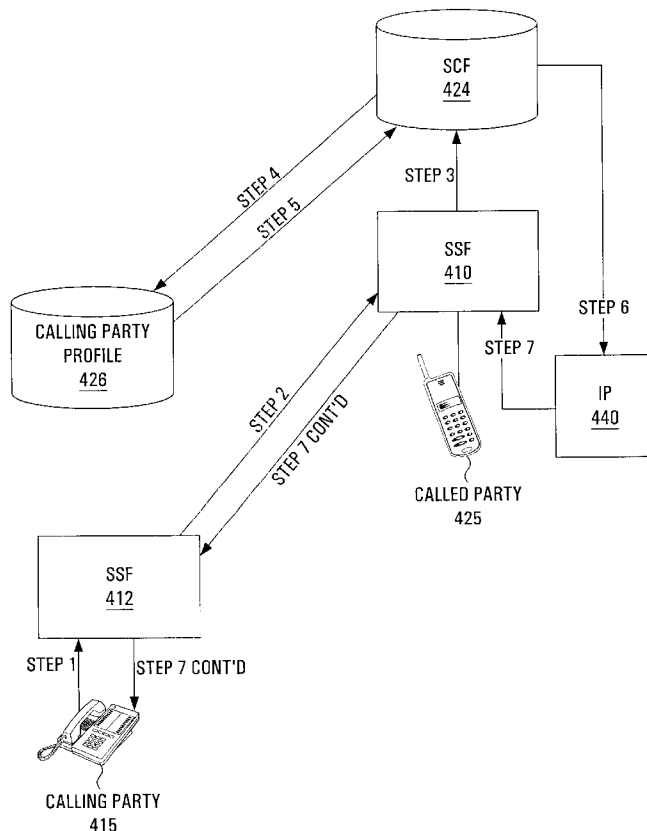 SCF
424
STEP 3
STEP 4
STEP 5
SSF
410
STEP 6
CALLING PARTY
PROFILE
426
STEP 7
IP
440
STEP 2
STEP 7 CONT'D
CALLED PARTY
425
SSF
412
STEP 1
STEP 7 CONT'D
CALLING PARTY
415